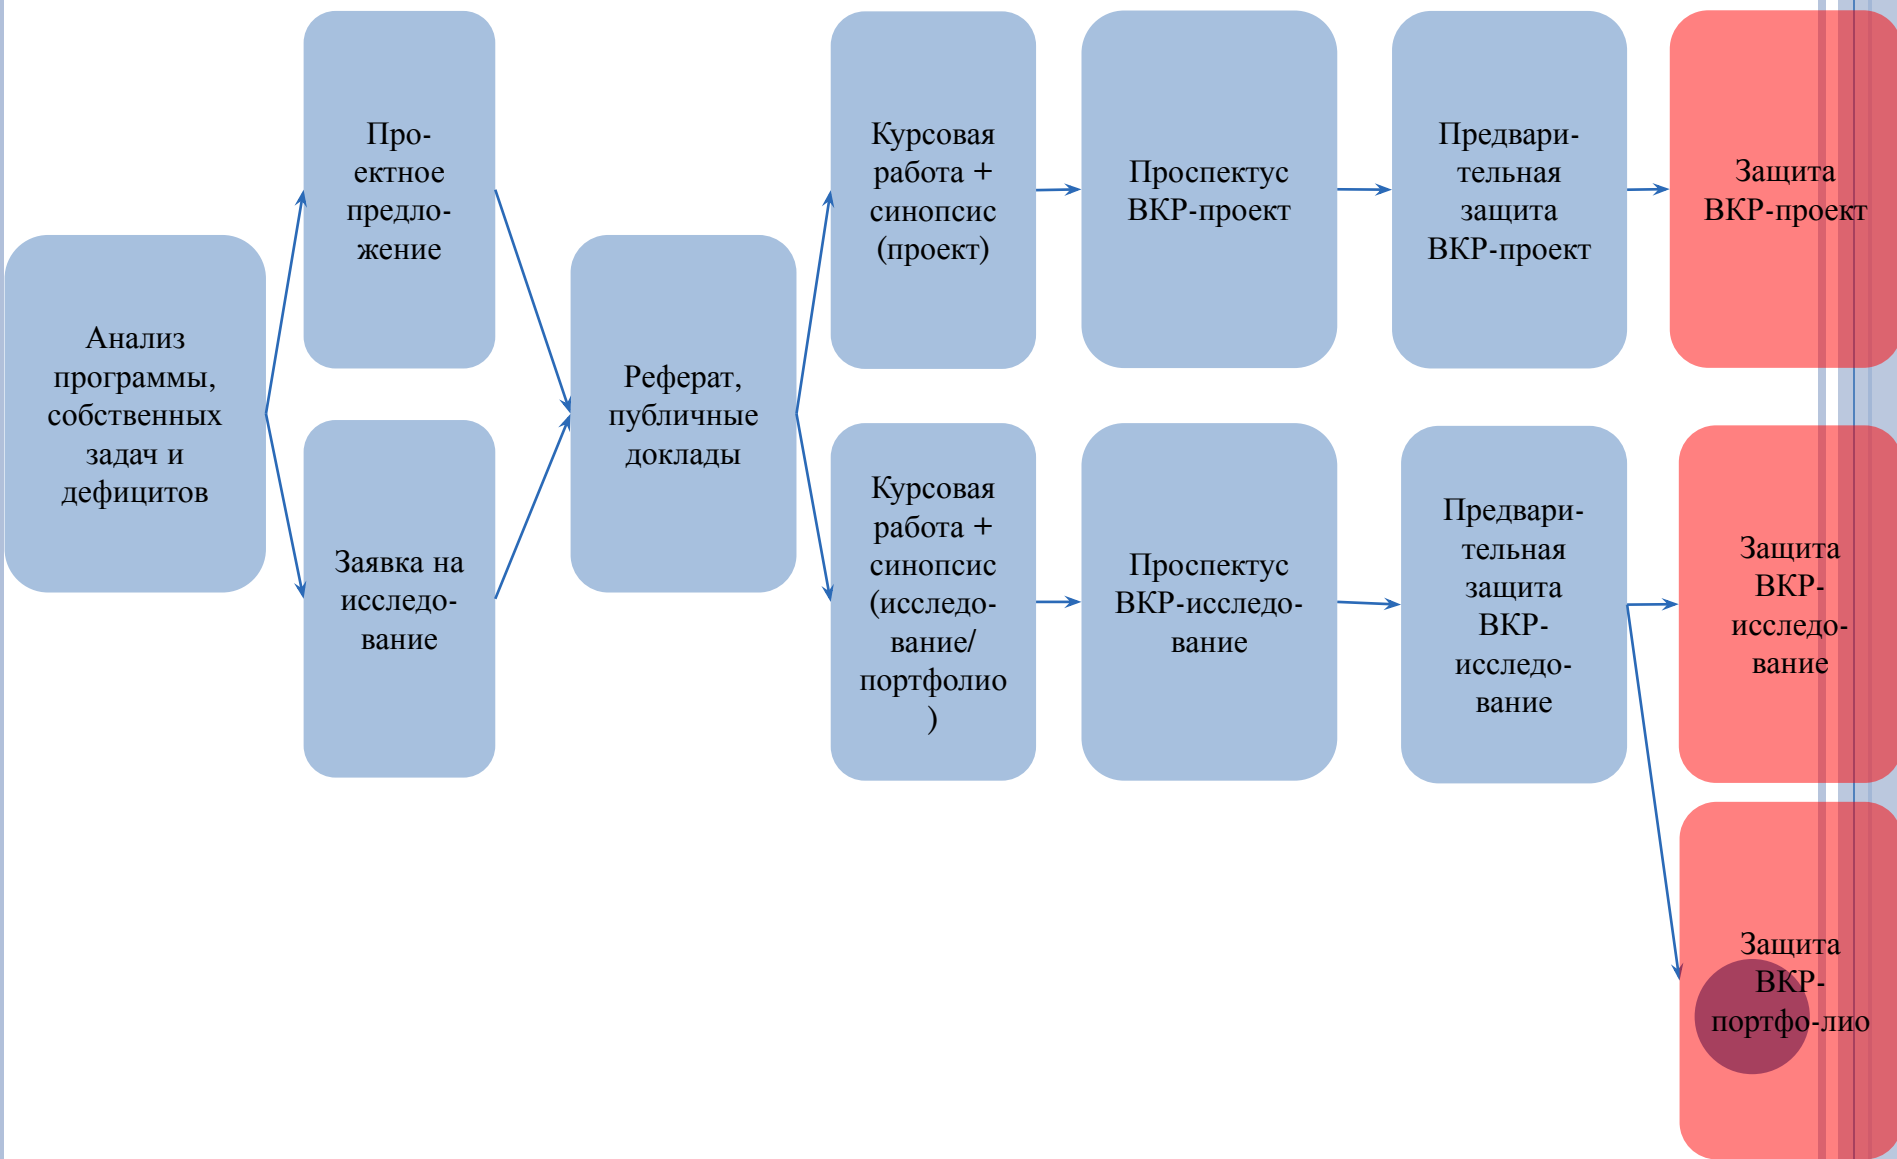 Анализ
программы,
собственных
задач и
дефицитов
Про-
ектное
предло-
жение
Заявка на
исследо-
вание
Реферат,
публичные
доклады
Курсовая
работа +
синопсис
(проект)
Проспектус
ВКР-проект
Предвари-
тельная
защита
ВКР-проект
Защита
ВКР-проект
Курсовая
работа +
синопсис
(исследо-
вание/
портфолио
)
Проспектус
ВКР-исследо-
вание
Предвари-
тельная
защита
ВКР-
исследо-
вание
Защита
ВКР-
исследо-
вание
Защита
ВКР-
портфо-лио